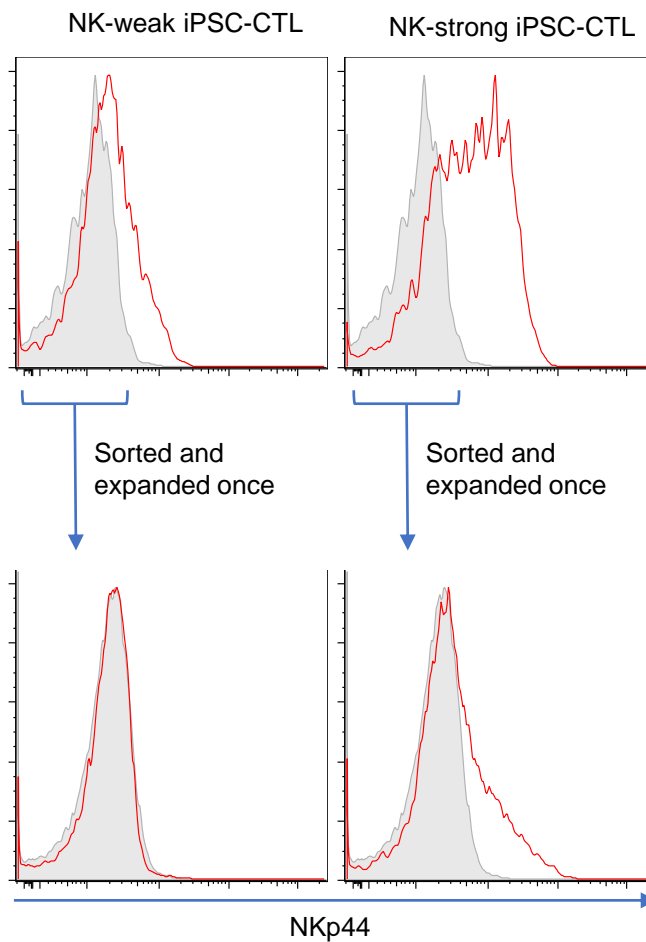 NK-weak iPSC-CTL
NK-strong iPSC-CTL
Sorted and
expanded once
Sorted and
expanded once
NKp44